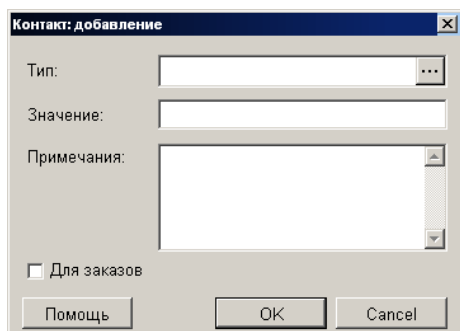 Контакт: добавление
Тип:
...
Значение:
Примечания:
Для заказов
Помощь
OK
Cancel